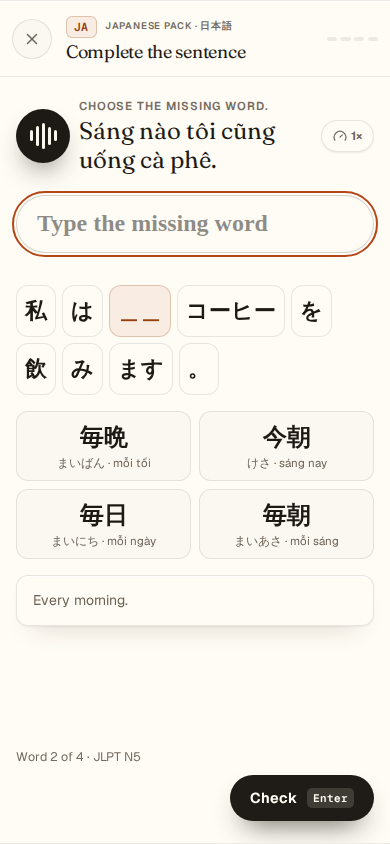 JA JAPANESE PACK · 日本語
Complete the sentence
CHOOSE THE MISSING WORD.
Sáng nào tôi cũng
uống cà phê.
1×
Type the missing word
私 は _ _ コーヒー を
飲 み ます 。
毎晩
まいばん · mỗi tối
今朝
けさ · sáng nay
毎日
まいにち · mỗi ngày
毎朝
まいあさ · mỗi sáng
Every morning.
Word 2 of 4 · JLPT N5
Check Enter